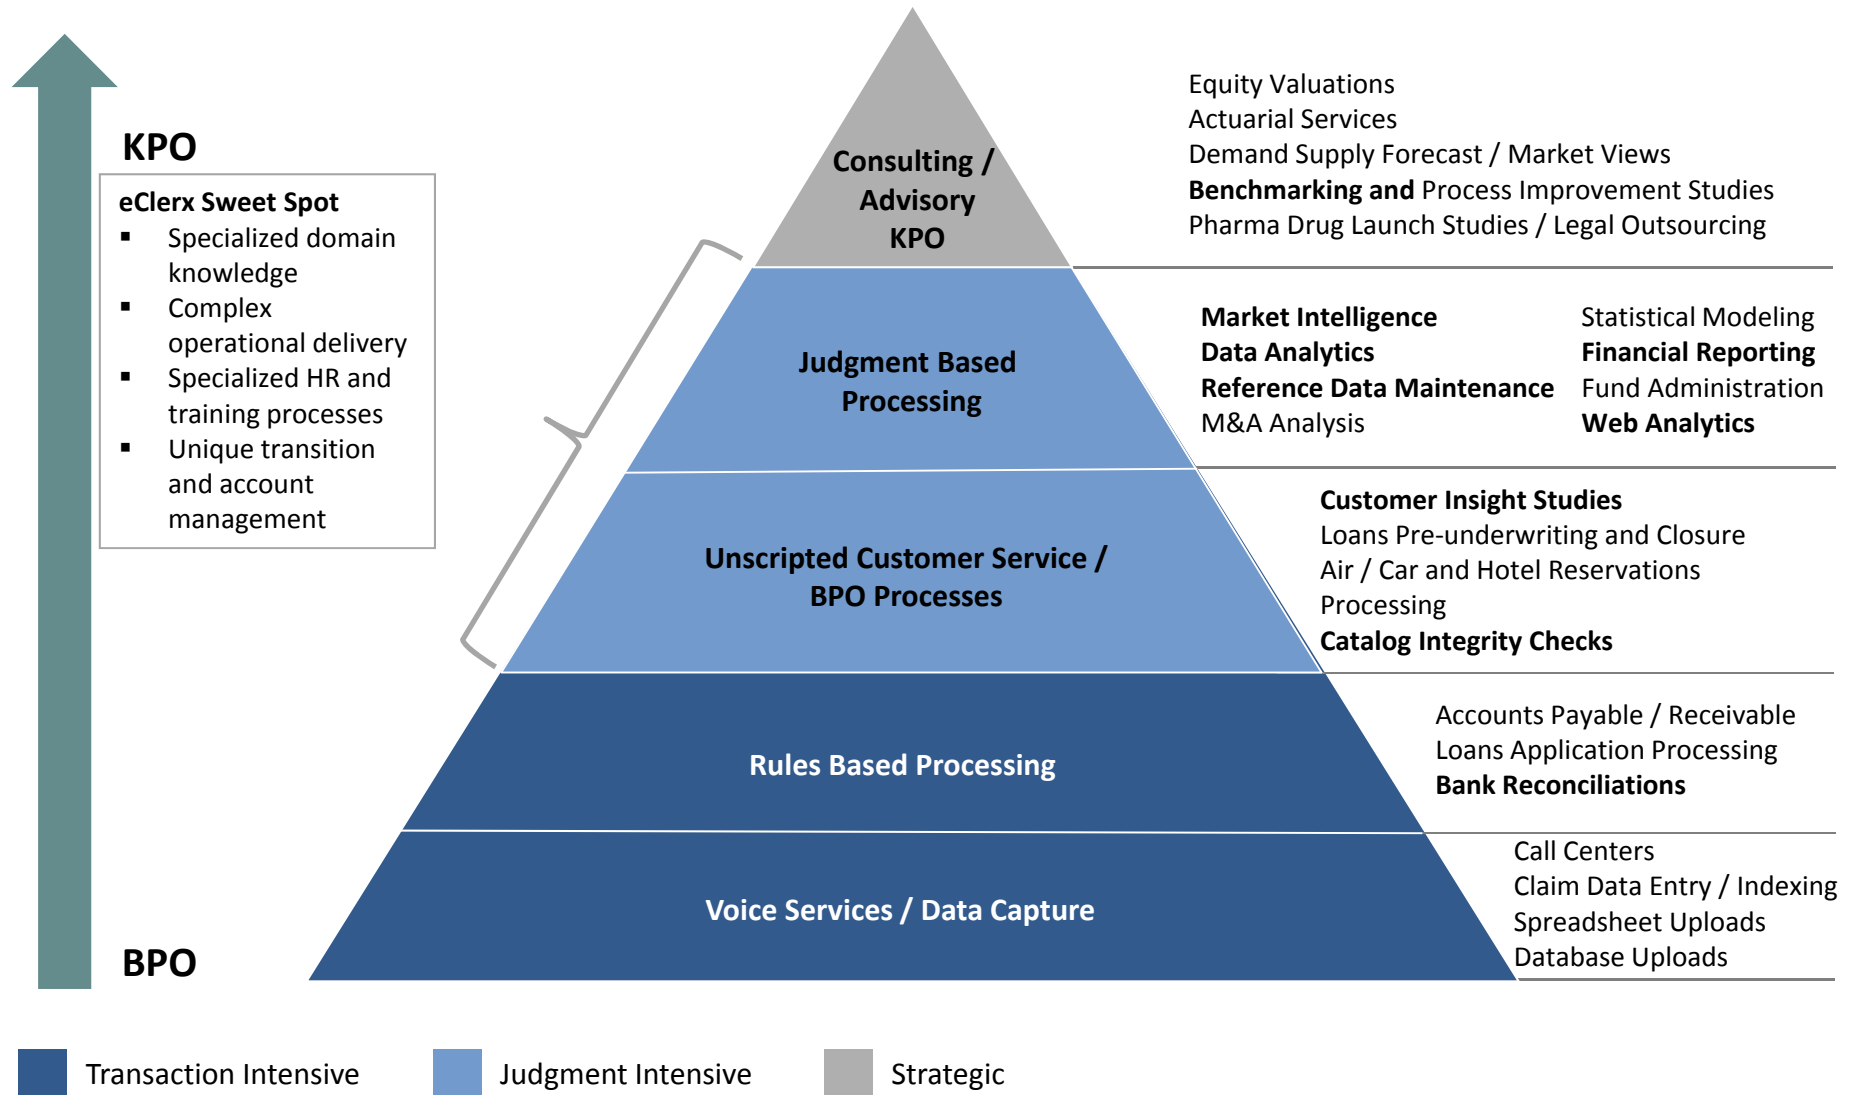 KPO
eClerx Sweet Spot
▪ Specialized domain
knowledge
▪ Complex
operational delivery
▪ Specialized HR and
training processes
▪ Unique transition
and account
management
BPO
Consulting /
Advisory
KPO
Equity Valuations
Actuarial Services
Demand Supply Forecast / Market Views
Benchmarking and Process Improvement Studies
Pharma Drug Launch Studies / Legal Outsourcing
Judgment Based
Processing
Market Intelligence
Data Analytics
Reference Data Maintenance
M&A Analysis
Statistical Modeling
Financial Reporting
Fund Administration
Web Analytics
Unscripted Customer Service /
BPO Processes
Customer Insight Studies
Loans Pre-underwriting and Closure
Air / Car and Hotel Reservations
Processing
Catalog Integrity Checks
Rules Based Processing
Accounts Payable / Receivable
Loans Application Processing
Bank Reconciliations
Voice Services / Data Capture
Call Centers
Claim Data Entry / Indexing
Spreadsheet Uploads
Database Uploads
Transaction Intensive
Judgment Intensive
Strategic